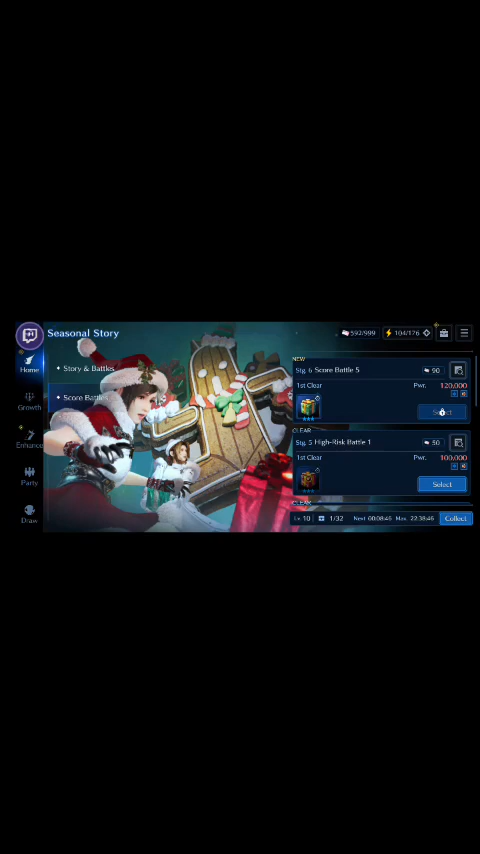 Seasonal Story
592/999
104/176
Home
Growth
Enhance
Party
Draw
Story & Battles
Score Battles
NEW
Stg. 6 Score Battle 5
90
1st Clear
Pwr. 120,000
CLEAR
Stg. 5 High-Risk Battle 1
50
1st Clear
Pwr. 100,000
Select
CLEAR
Lv. 10
1/32
Next 00:08:46
Max. 22:38:46
Collect